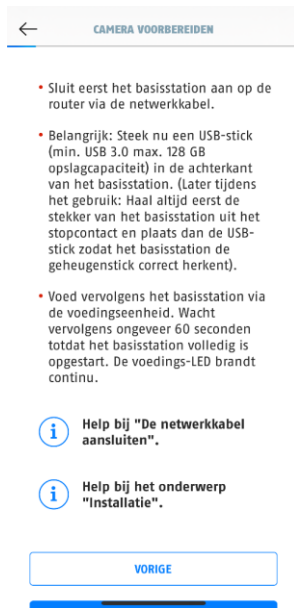 CAMERA VOORBEREIDEN
• Sluit eerst het basisstation aan op de
router via de netwerkkabel.
• Belangrijk: Steek nu een USB-stick
(min. USB 3.0 max. 128 GB
opslagcapaciteit) in de achterkant
van het basisstation. (Later tijdens
het gebruik: Haal altijd eerst de
stekker van het basisstation uit het
stopcontact en plaats dan de USB-
stick zodat het basisstation de
geheugenstick correct herkent).
• Voed vervolgens het basisstation via
de voedingseenheid. Wacht
vervolgens ongeveer 60 seconden
totdat het basisstation volledig is
opgestart. De voedings-LED brandt
continu.
Help bij "De netwerkkabel
aansluiten".
Help bij het onderwerp
"Installatie".
VORIGE